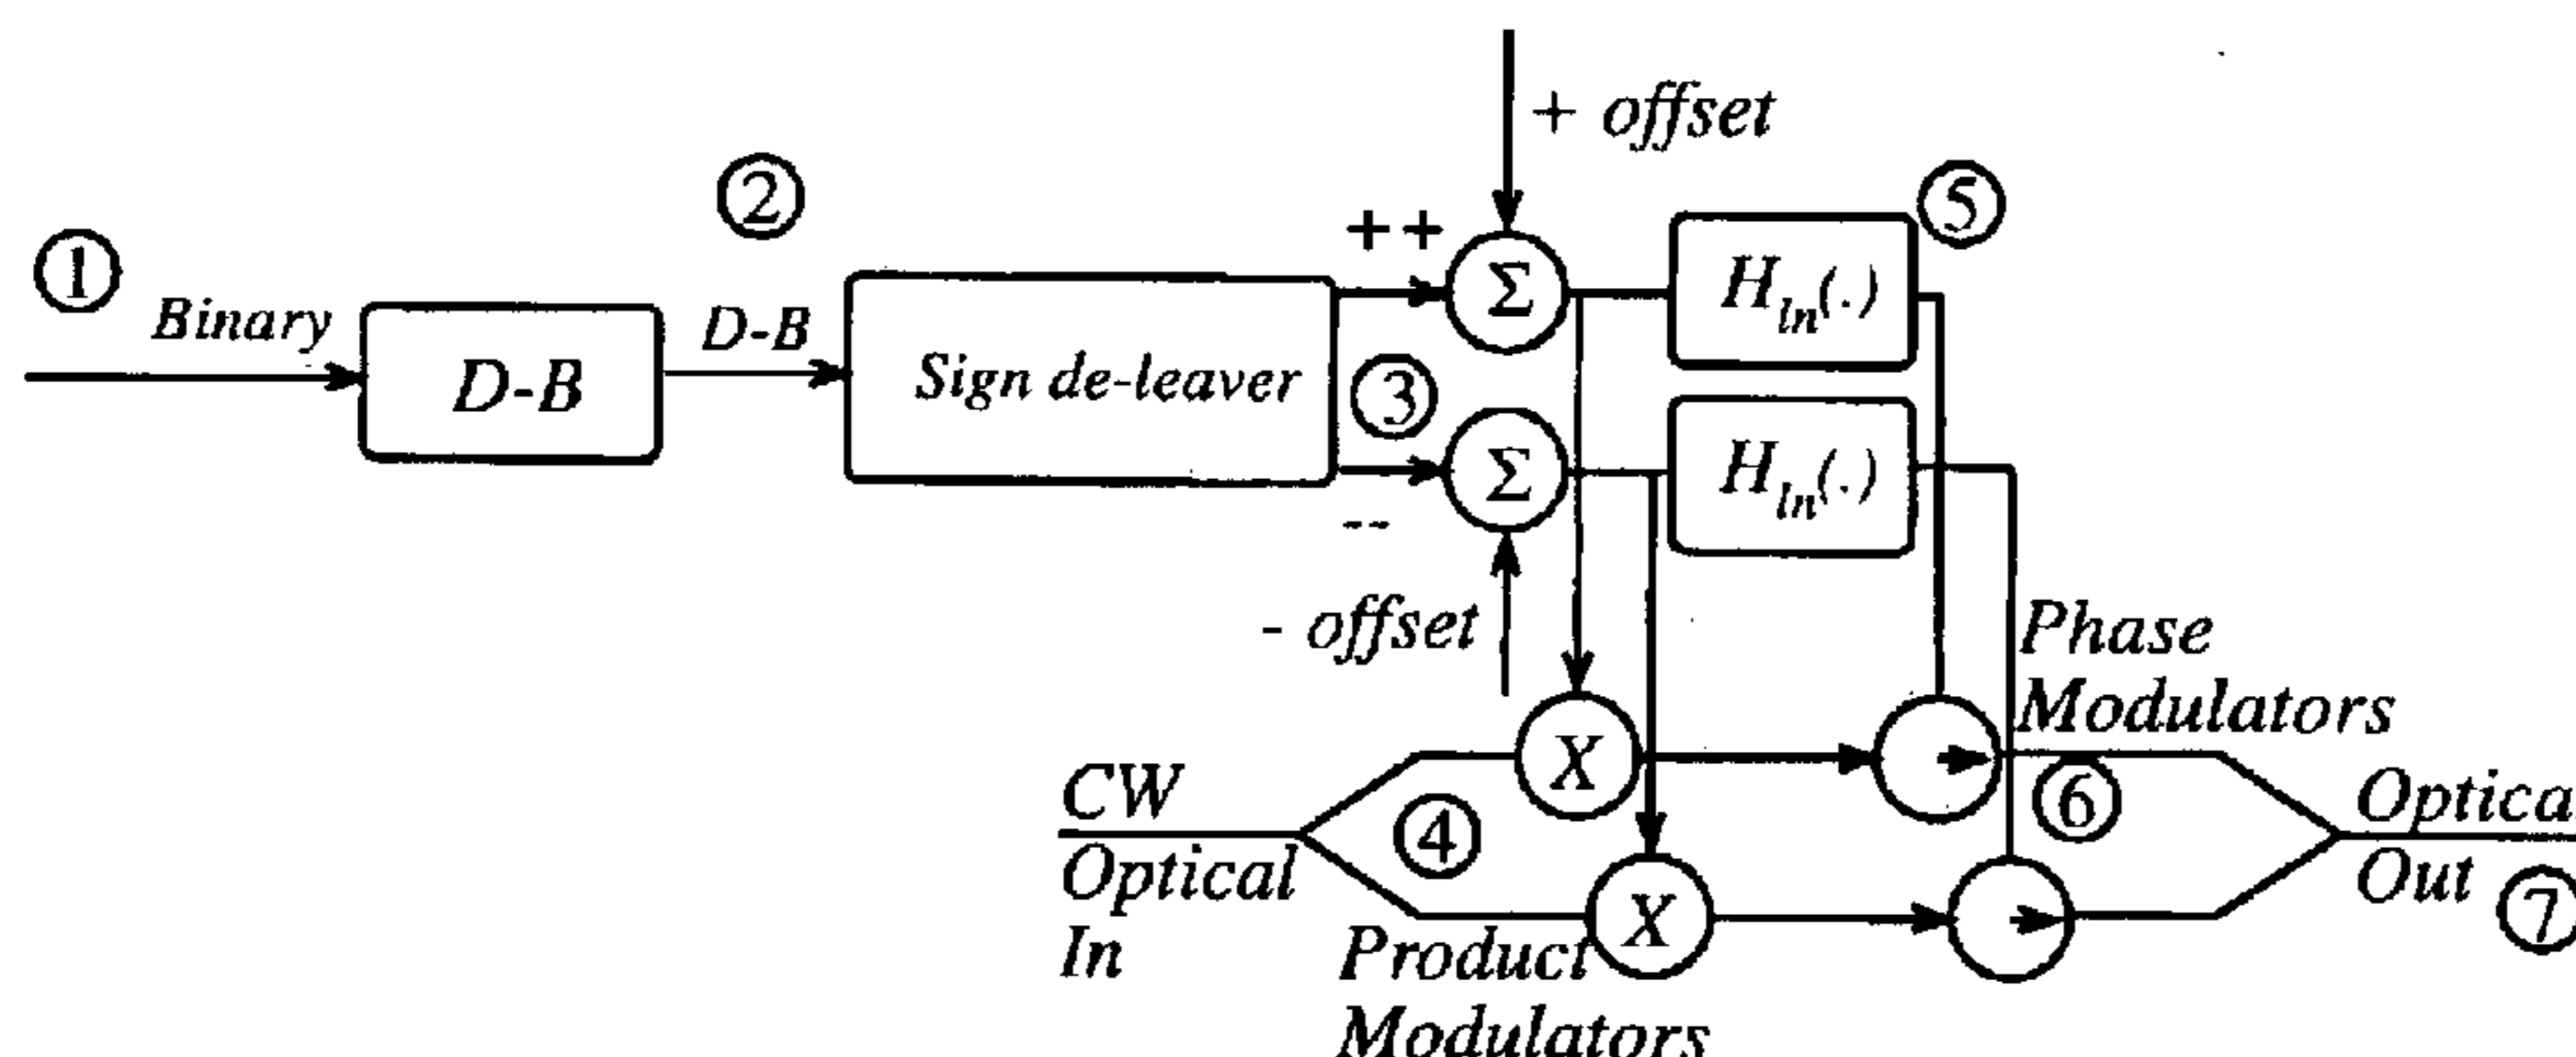 + offset
②
++
⑤
①
Σ
H_ln(.)
Binary
D-B
D-B
Sign de-leaver
③
Σ
H_ln(.)
--
- offset
Phase
Modulators
CW
X
⑥
④
Optical
Optical
X
Out
⑦
In
Product
Modulators